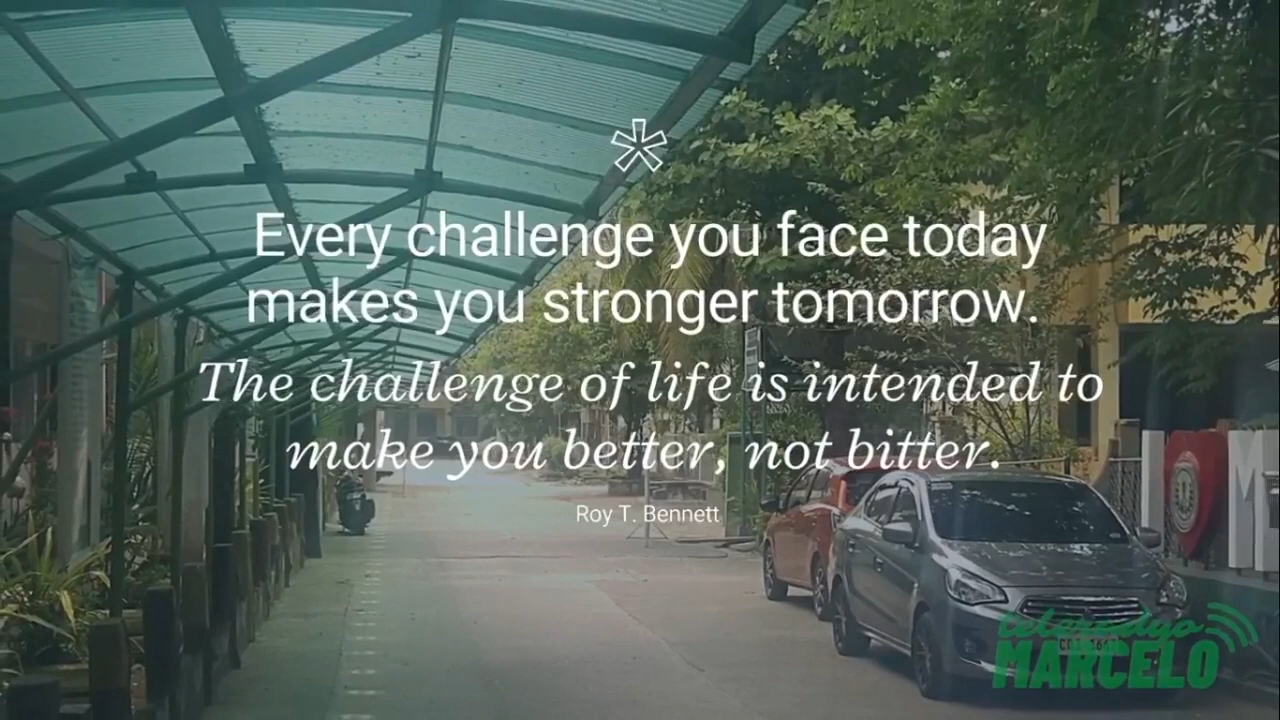 Every challenge you face today
makes you stronger tomorrow.
The challenge of life is intended to
make you better, not bitter.
Roy T. Bennett
I M
teleradyo
MARCELO